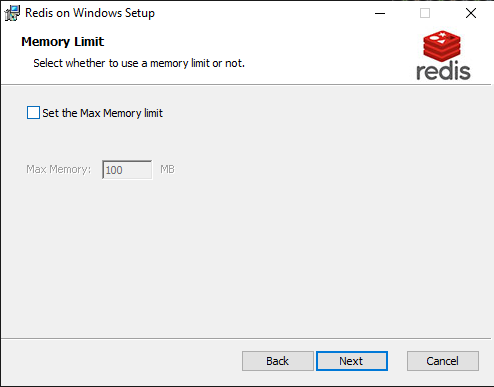 Redis on Windows Setup
Memory Limit
Select whether to use a memory limit or not.
redis
Set the Max Memory limit
Max Memory: 100 MB
Back Next Cancel